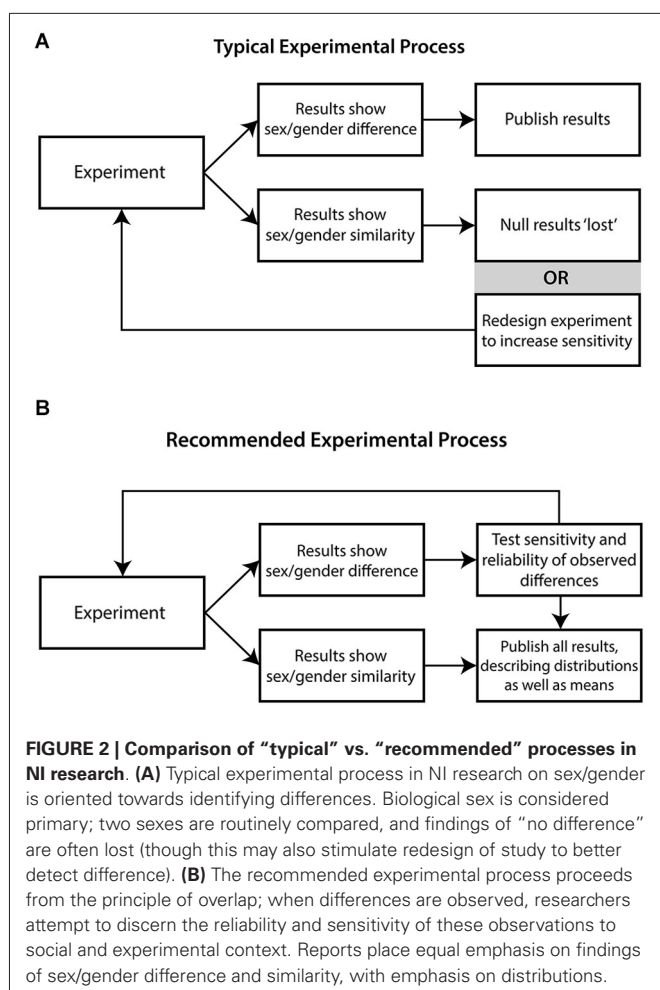 A
Typical Experimental Process
Results show
sex/gender difference
Publish results
Experiment
Results show
sex/gender similarity
Null results ‘lost’
OR
Redesign experiment
to increase sensitivity
B
Recommended Experimental Process
Results show
sex/gender difference
Test sensitivity and
reliability of observed
differences
Experiment
Results show
sex/gender similarity
Publish all results,
describing distributions
as well as means
FIGURE 2 | Comparison of “typical” vs. “recommended” processes in
NI research. (A) Typical experimental process in NI research on sex/gender
is oriented towards identifying differences. Biological sex is considered
primary; two sexes are routinely compared, and findings of “no difference”
are often lost (though this may also stimulate redesign of study to better
detect difference). (B) The recommended experimental process proceeds
from the principle of overlap; when differences are observed, researchers
attempt to discern the reliability and sensitivity of these observations to
social and experimental context. Reports place equal emphasis on findings
of sex/gender difference and similarity, with emphasis on distributions.